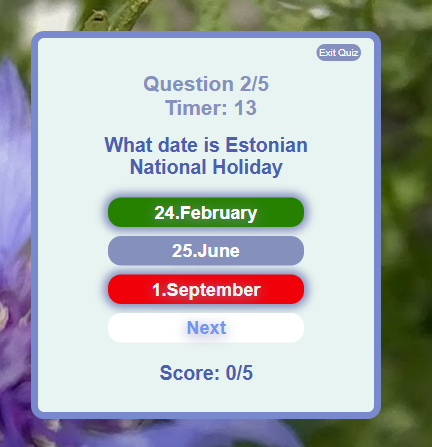 Exit Quiz
Question 2/5
Timer: 13
What date is Estonian
National Holiday
24.February
25.June
1.September
Next
Score: 0/5